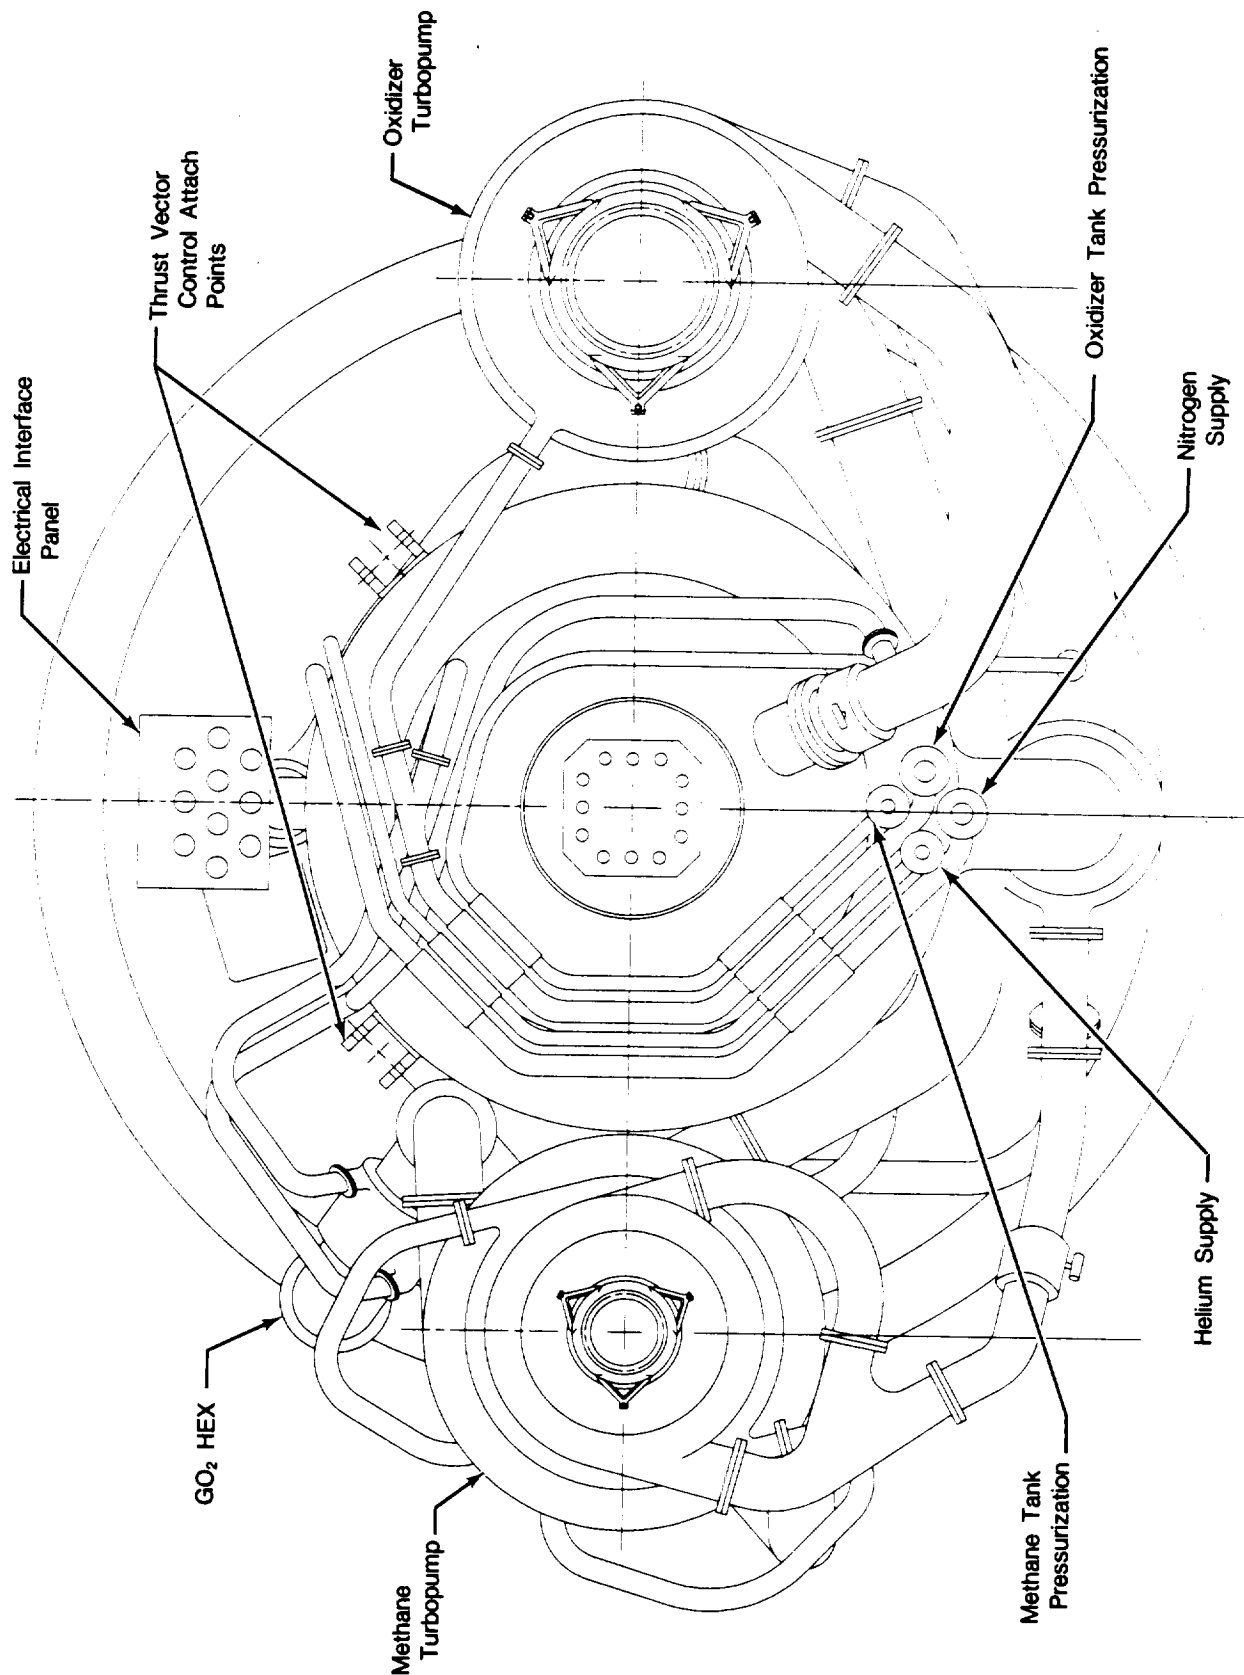 GO₂ HEX
Electrical Interface
Panel
Thrust Vector
Control Attach
Points
Oxidizer
Turbopump
Methane
Turbopump
Methane Tank
Pressurization
Helium Supply
Nitrogen
Supply
Oxidizer Tank Pressurization